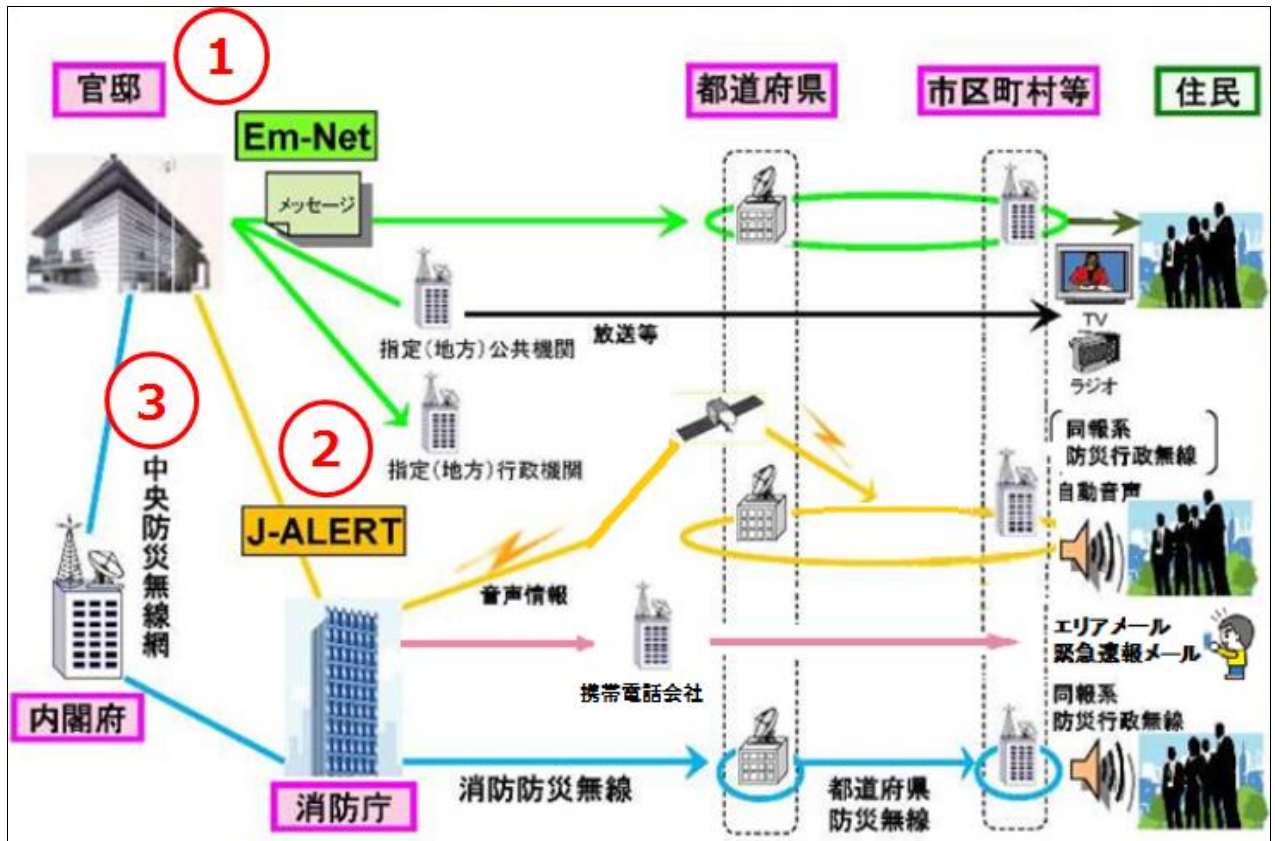 ①
官邸
都道府県
市区町村等
住民
Em-Net
メッセージ
指定(地方)公共機関
放送等
TV
ラジオ
指定(地方)行政機関
③
中央防災無線網
②
J-ALERT
音声情報
同報系
防災行政無線
自動音声
携帯電話会社
エリアメール
緊急速報メール
内閣府
消防庁
消防防災無線
都道府県
防災無線
同報系
防災行政無線